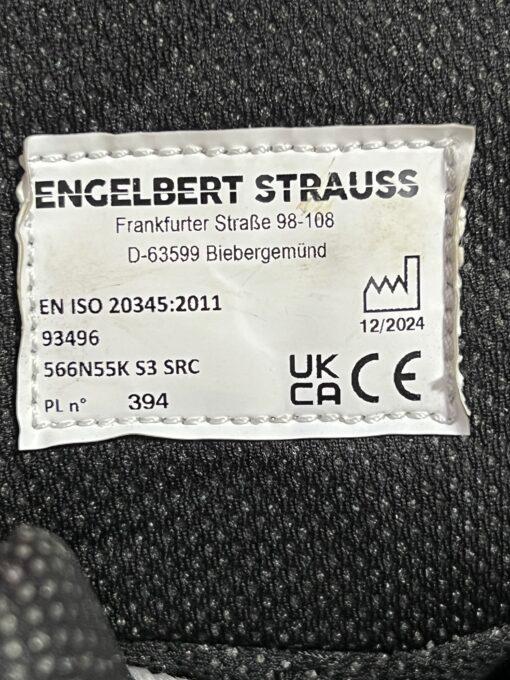 ENGELBERT STRAUSS
Frankfurter Straße 98-108
D-63599 Biebergemünd
EN ISO 20345:2011
93496
566N55K S3 SRC
PL n° 394
12/2024
UK
CA CE